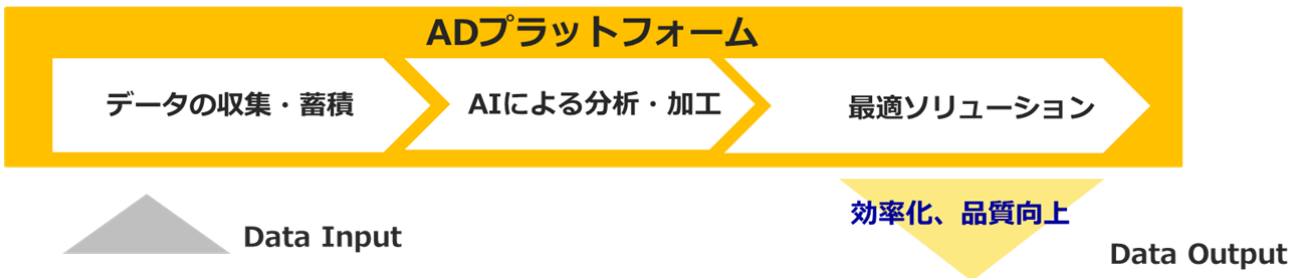 ADプラットフォーム
データの収集・蓄積
AIによる分析・加工
最適ソリューション
効率化、品質向上
Data Input
Data Output